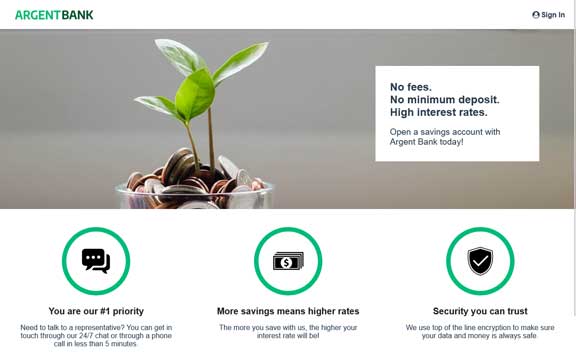 ARGENTBANK
Sign In
No fees.
No minimum deposit.
High interest rates.
Open a savings account with
Argent Bank today!
You are our #1 priority
Need to talk to a representative? You can get in
touch through our 24/7 chat or through a phone
call in less than 5 minutes.
More savings means higher rates
The more you save with us, the higher your
interest rate will be!
Security you can trust
We use top of the line encryption to make sure
your data and money is always safe.